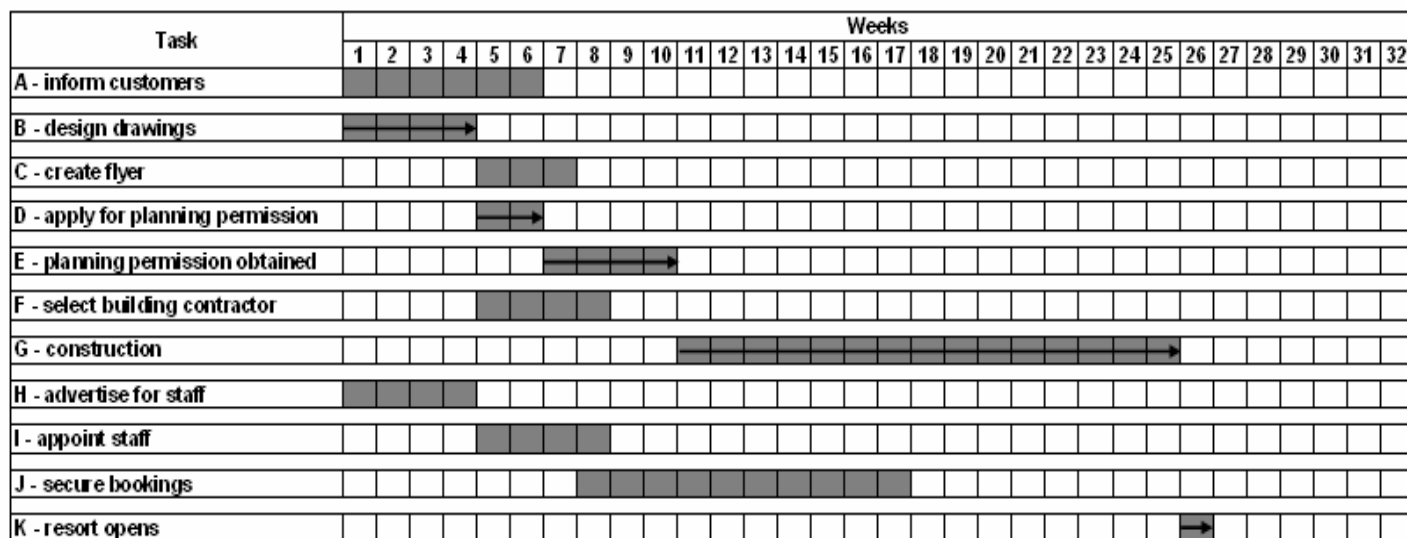 Task
Weeks
1 2 3 4 5 6 7 8 9 10 11 12 13 14 15 16 17 18 19 20 21 22 23 24 25 26 27 28 29 30 31 32
A - inform customers
B - design drawings
C - create flyer
D - apply for planning permission
E - planning permission obtained
F - select building contractor
G - construction
H - advertise for staff
I - appoint staff
J - secure bookings
K - resort opens